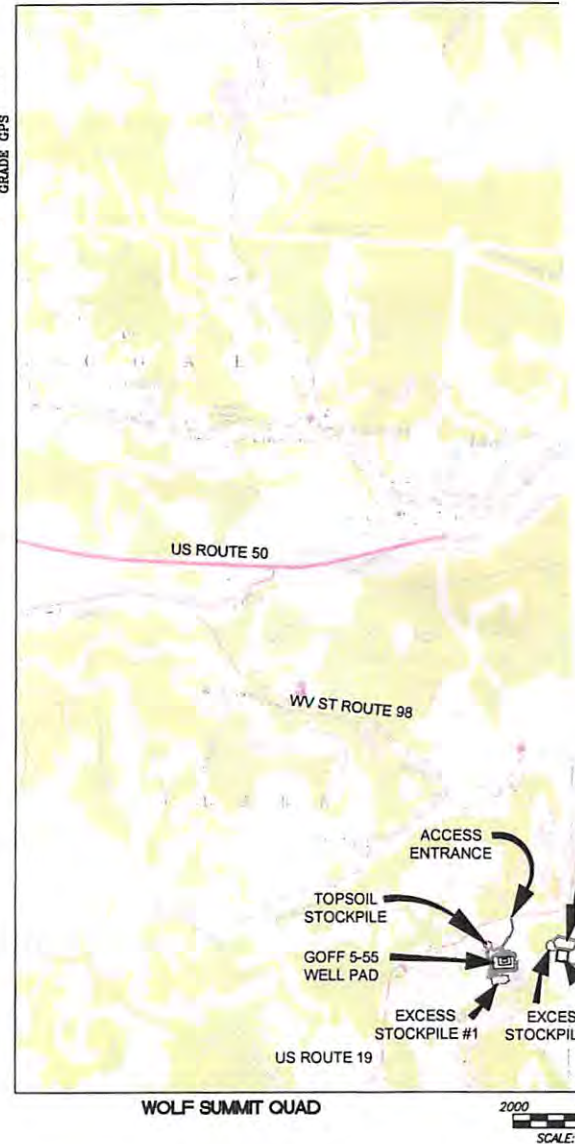 GRADE GPS
C O A L
US ROUTE 50
WV ST ROUTE 98
C L A R K
ACCESS
ENTRANCE
TOPSOIL
STOCKPILE
GOFF 5-55
WELL PAD
EXCESS
STOCKPILE #1
EXCES
STOCKPIL
US ROUTE 19
WOLF SUMMIT QUAD
2000
SCALE: